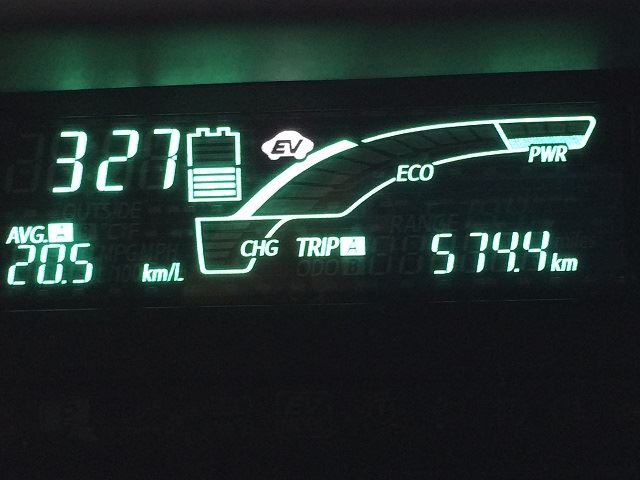 327
EV
PWR
ECO
AVG. A
20.5 km/L
CHG
TRIP A 574.4 km